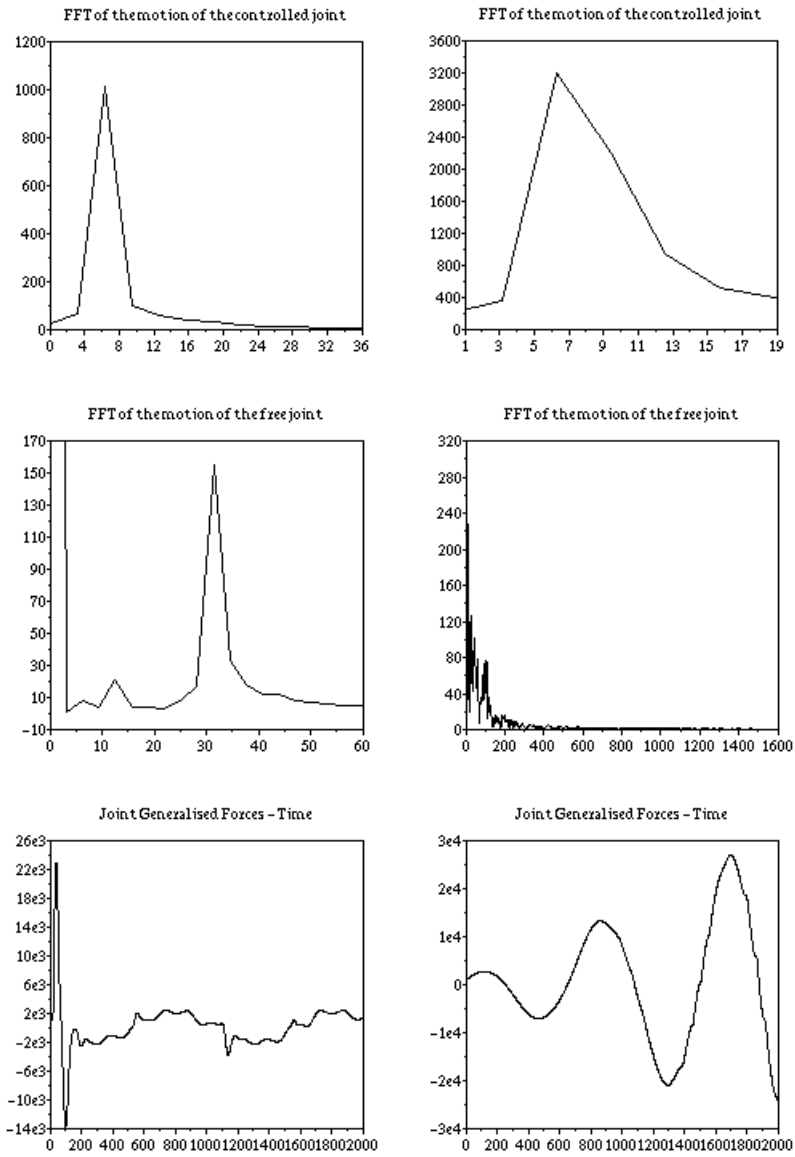 FFT of the motion of the controlled joint
FFT of the motion of the controlled joint
1200
1000
800
600
400
200
0
0 4 8 12 16 20 24 28 32 36
3600
3200
2800
2400
2000
1600
1200
800
400
0
1 3 5 7 9 11 13 15 17 19
FFT of the motion of the free joint
FFT of the motion of the free joint
170
150
130
110
90
70
50
30
10
-10
0 10 20 30 40 50 60
320
280
240
200
160
120
80
40
0
0 200 400 600 800 1000 1200 1400 1600
Joint Generalised Forces – Time
Joint Generalised Forces – Time
26e3
22e3
18e3
14e3
10e3
6e3
2e3
-2e3
-6e3
-10e3
-14e3
0 200 400 600 800 1000 1200 1400 1600 1800 2000
3e4
2e4
1e4
0
-1e4
-2e4
-3e4
0 200 400 600 800 1000 1200 1400 1600 1800 2000